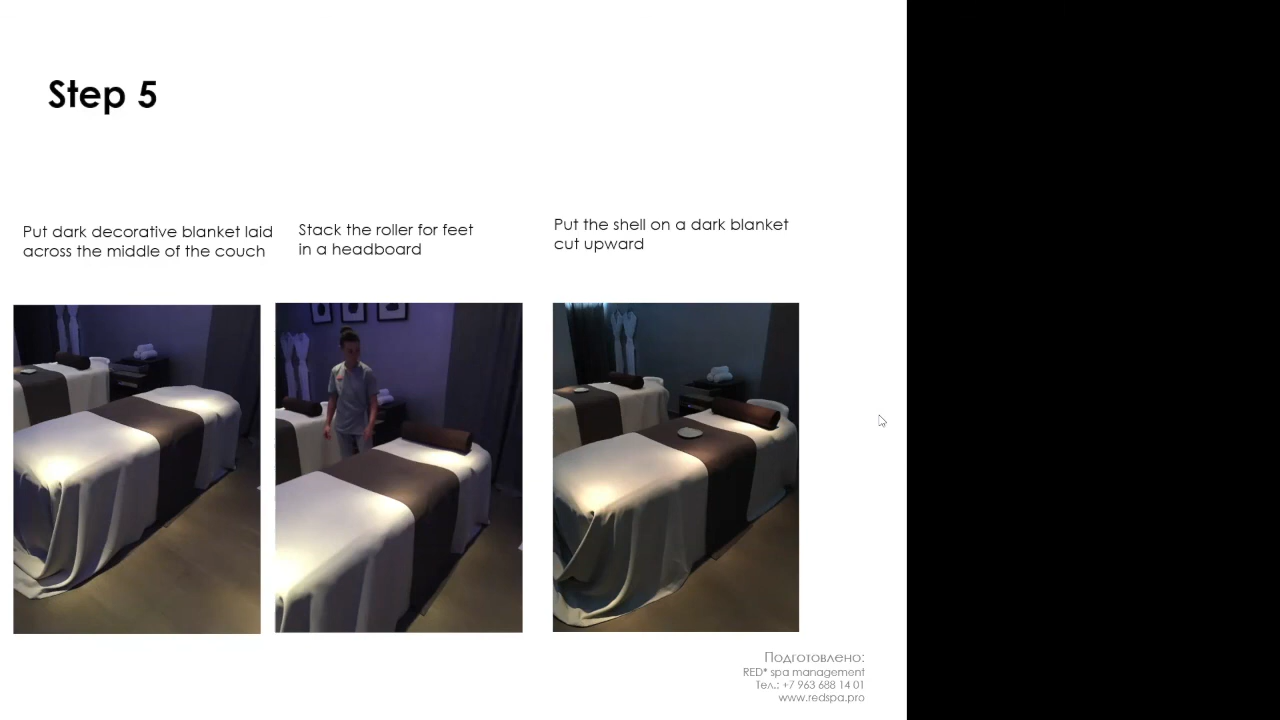 Step 5
Put dark decorative blanket laid
across the middle of the couch
Stack the roller for feet
in a headboard
Put the shell on a dark blanket
cut upward
Подготовлено:
RED* spa management
Тел.: +7 963 688 14 01
www.redspa.pro